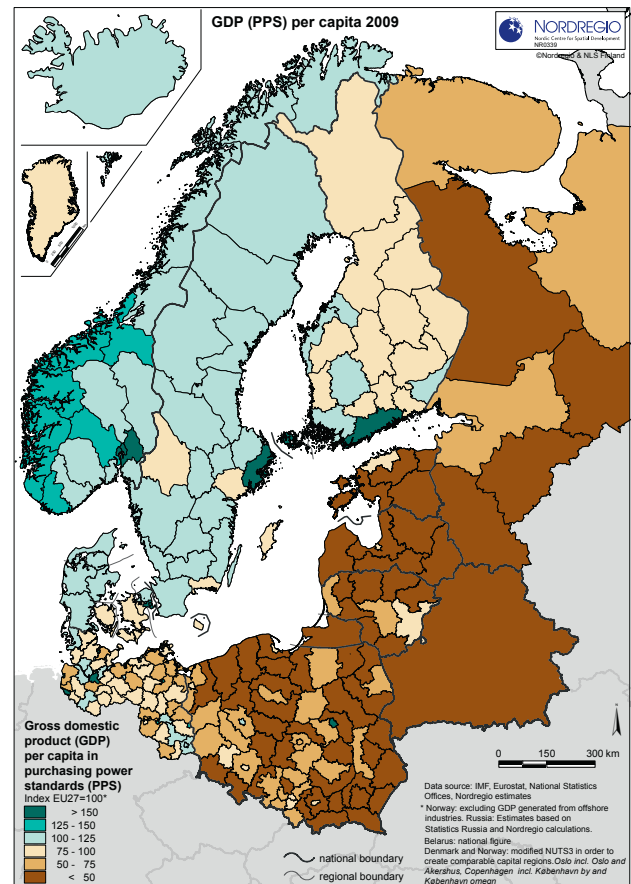 GDP (PPS) per capita 2009
NORDREGIO
Nordic Centre for Spatial Development
NR0339
©Nordregio & NLS Finland
Gross domestic
product (GDP)
per capita in
purchasing power
standards (PPS)
Index EU27=100*
> 150
125 - 150
100 - 125
75 - 100
50 - 75
< 50
national boundary
regional boundary
0 150 300 km
Data source: IMF, Eurostat, National Statistics
Offices, Nordregio estimates
* Norway: excluding GDP generated from offshore
industries. Russia: Estimates based on
Statistics Russia and Nordregio calculations.
Belarus: national figure
Denmark and Norway: modified NUTS3 in order to
create comparable capital regions. Oslo incl. Oslo and
Akershus, Copenhagen incl. København by and
København omegn